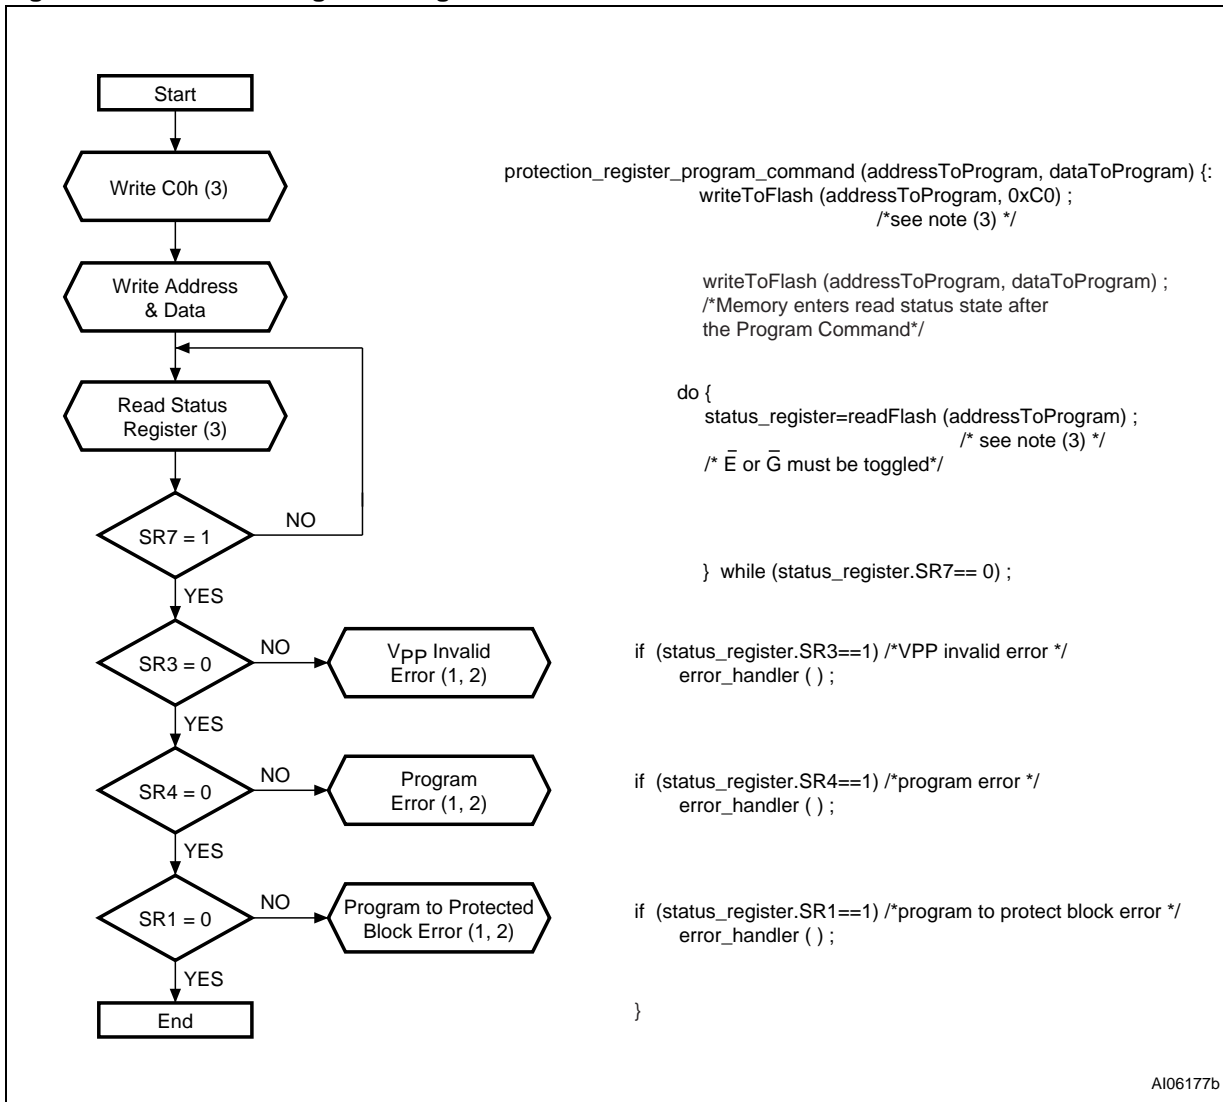 Start
Write C0h (3)
Write Address
& Data
Read Status
Register (3)
SR7 = 1
NO
YES
SR3 = 0
NO
VPP Invalid
Error (1, 2)
YES
SR4 = 0
NO
Program
Error (1, 2)
YES
SR1 = 0
NO
Program to Protected
Block Error (1, 2)
YES
End
protection_register_program_command (addressToProgram, dataToProgram) {:
writeToFlash (addressToProgram, 0xC0) ;
/*see note (3) */
writeToFlash (addressToProgram, dataToProgram) ;
/*Memory enters read status state after
the Program Command*/
do {
status_register=readFlash (addressToProgram) ;
/* see note (3) */
/* E̅ or G̅ must be toggled*/
} while (status_register.SR7== 0) ;
if (status_register.SR3==1) /*VPP invalid error */
error_handler ( ) ;
if (status_register.SR4==1) /*program error */
error_handler ( ) ;
if (status_register.SR1==1) /*program to protect block error */
error_handler ( ) ;
}
AI06177b